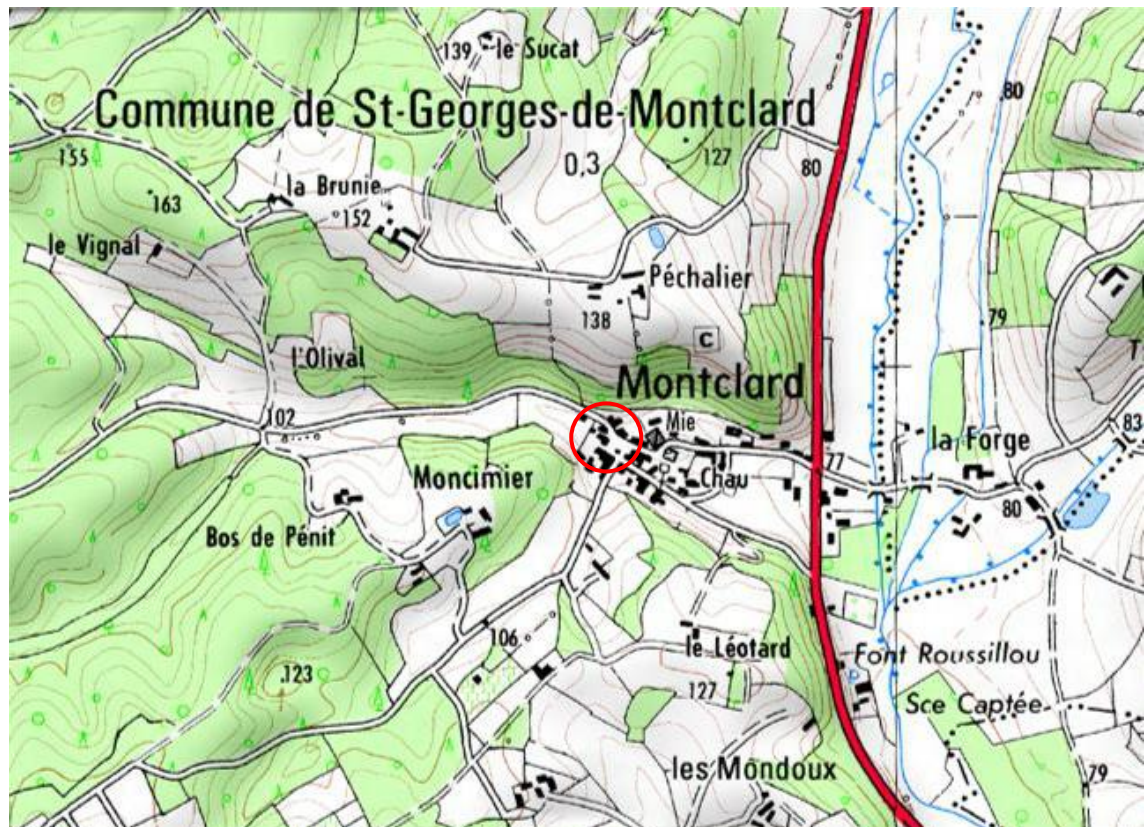 139
le Sucat
Commune de St-Georges-de-Montclard
80
155
127
80
0,3
la Brunie
163
152
le Vignal
Péchalier
138
79
C
T
l'Olival
Montclard
102
Mie
83
la Forge
77
Moncimier
Chau
80
Bos de Pénit
106
le Léotard
Font Roussillou
123
127
Sce Captée
les Mondoux
79